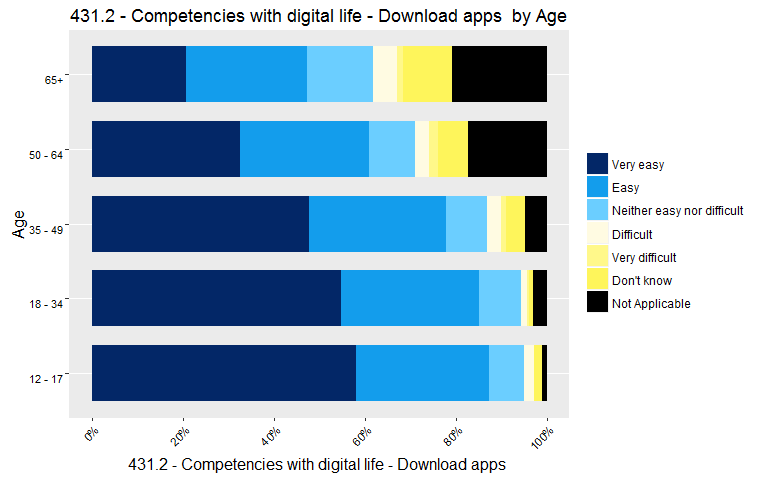 431.2 - Competencies with digital life - Download apps  by Age
Age
65+
50 - 64
35 - 49
18 - 34
12 - 17
0%
20%
40%
60%
80%
100%
431.2 - Competencies with digital life - Download apps
Very easy
Easy
Neither easy nor difficult
Difficult
Very difficult
Don't know
Not Applicable